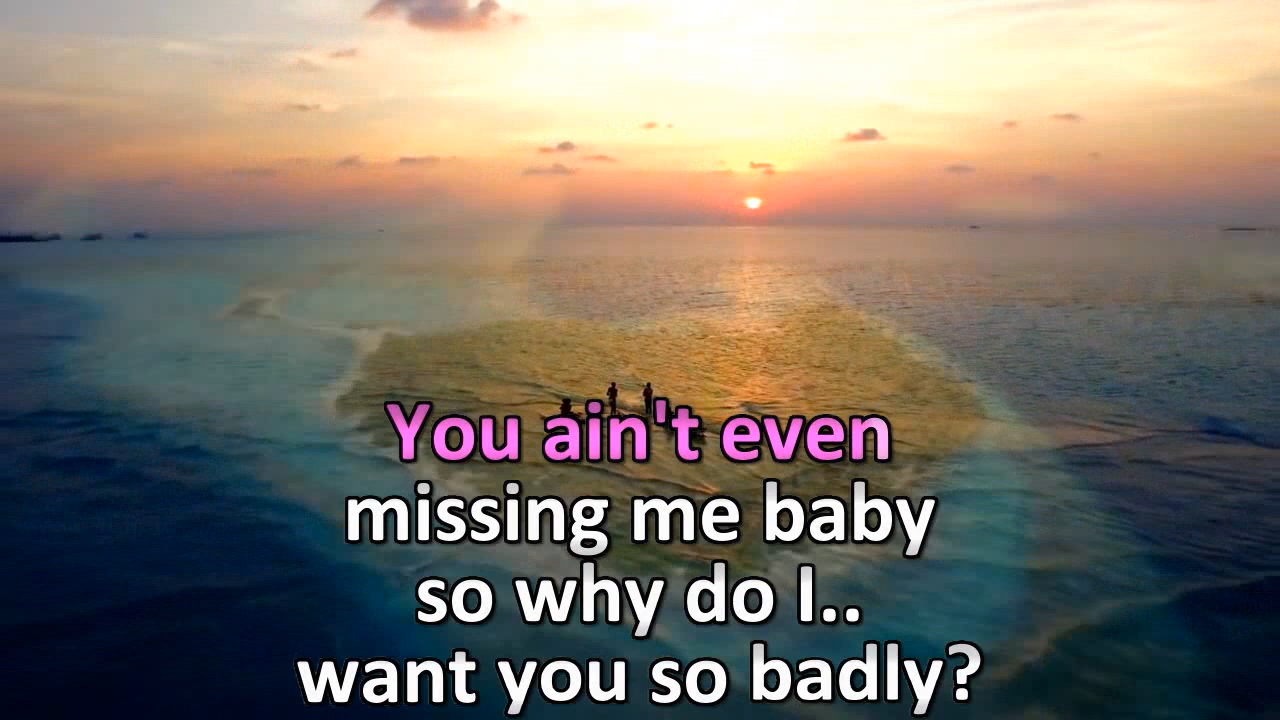 You ain't even
missing me baby
so why do I..
want you so badly?